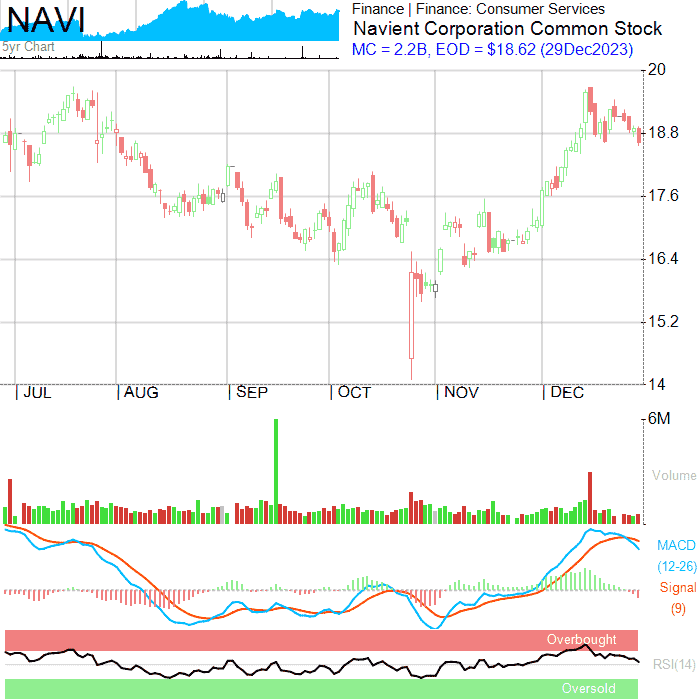 NAVI
5yr Chart
Finance | Finance: Consumer Services
Navient Corporation Common Stock
MC = 2.2B, EOD = $18.62 (29Dec2023)
20
18.8
17.6
16.4
15.2
14
JUL AUG SEP OCT NOV DEC
6M
Volume
MACD
(12-26)
Signal
(9)
Overbought
RSI(14)
Oversold